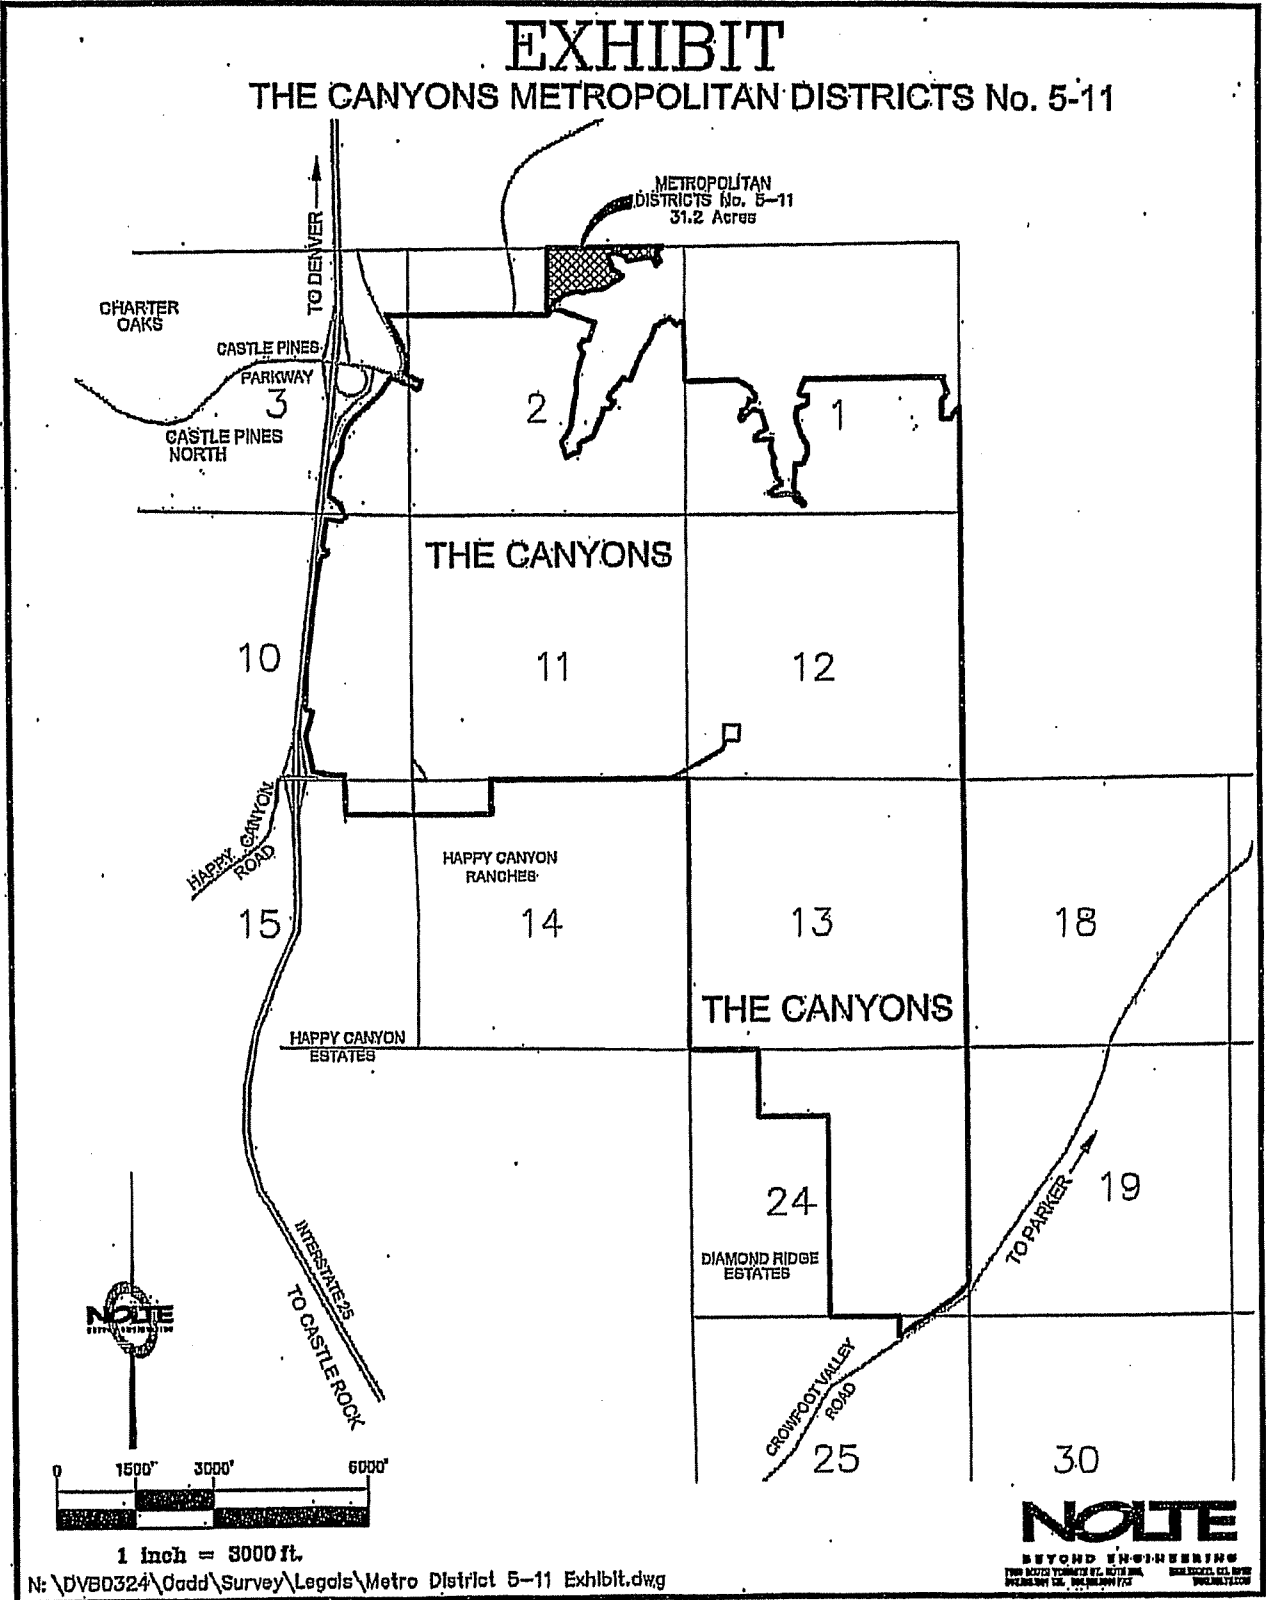 EXHIBIT
THE CANYONS METROPOLITAN DISTRICTS No. 5-11
METROPOLITAN
DISTRICTS No. 5-11
31.2 Acres
TO DENVER
CHARTER
OAKS
CASTLE PINES
PARKWAY
3
2
1
CASTLE PINES
NORTH
THE CANYONS
10
11
12
HAPPY CANYON
ROAD
HAPPY CANYON
RANCHES
15
14
13
18
THE CANYONS
HAPPY CANYON
ESTATES
24
19
TO PARKER
DIAMOND RIDGE
ESTATES
INTERSTATE 25
TO CASTLE ROCK
NOLTE
CROWFOOT VALLEY
ROAD
25
30
0 1500' 3000' 6000'
1 inch = 3000 ft.
NOLTE
BEYOND ENGINEERING
N:\DVB0324\Cadd\Survey\Legals\Metro District 5-11 Exhibit.dwg